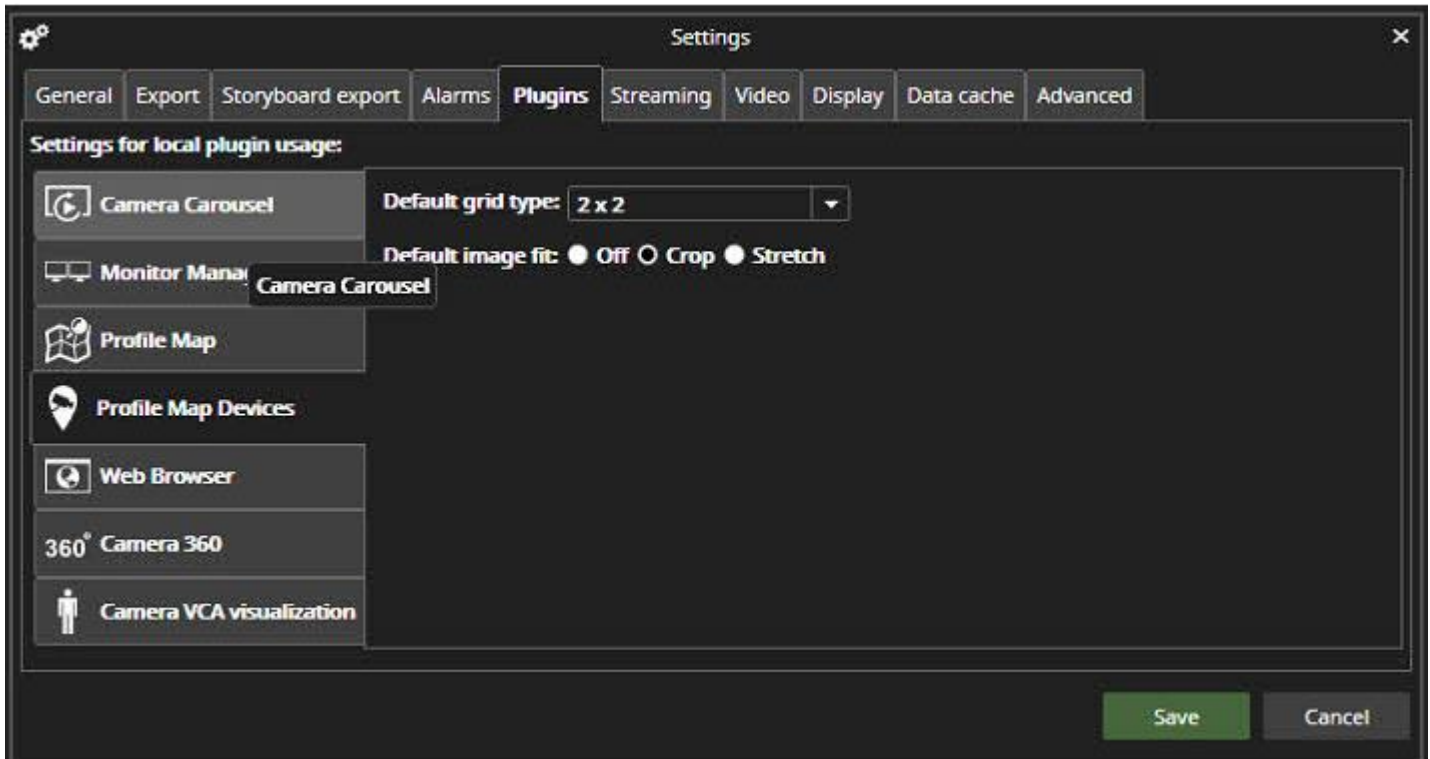 Settings
General Export Storyboard export Alarms Plugins Streaming Video Display Data cache Advanced
Settings for local plugin usage:
Camera Carousel
Default grid type: 2 x 2
Default image fit: Off Crop Stretch
Monitor Mana
Camera Carousel
Profile Map
Profile Map Devices
Web Browser
360° Camera 360
Camera VCA visualization
Save Cancel